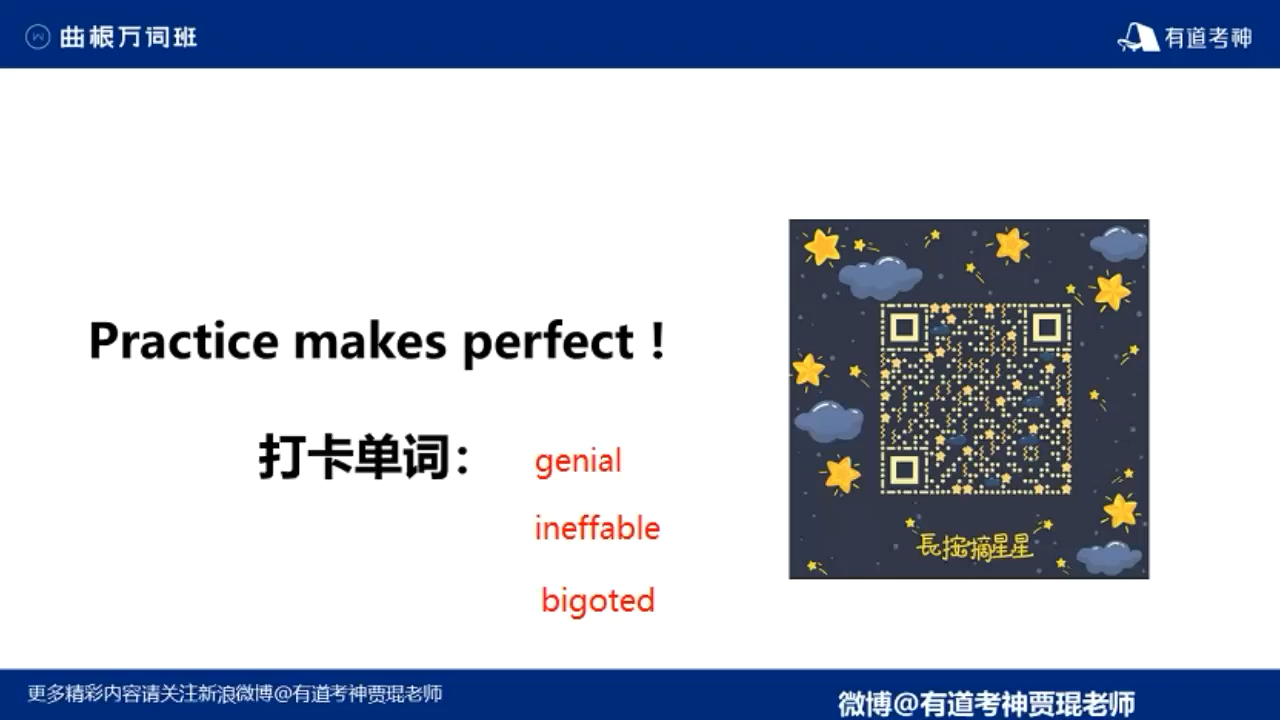 曲根万词班
有道考神
Practice makes perfect！
打卡单词：
genial
ineffable
bigoted
長按摘星星
更多精彩内容请关注新浪微博@有道考神贾琨老师
微博@有道考神贾琨老师